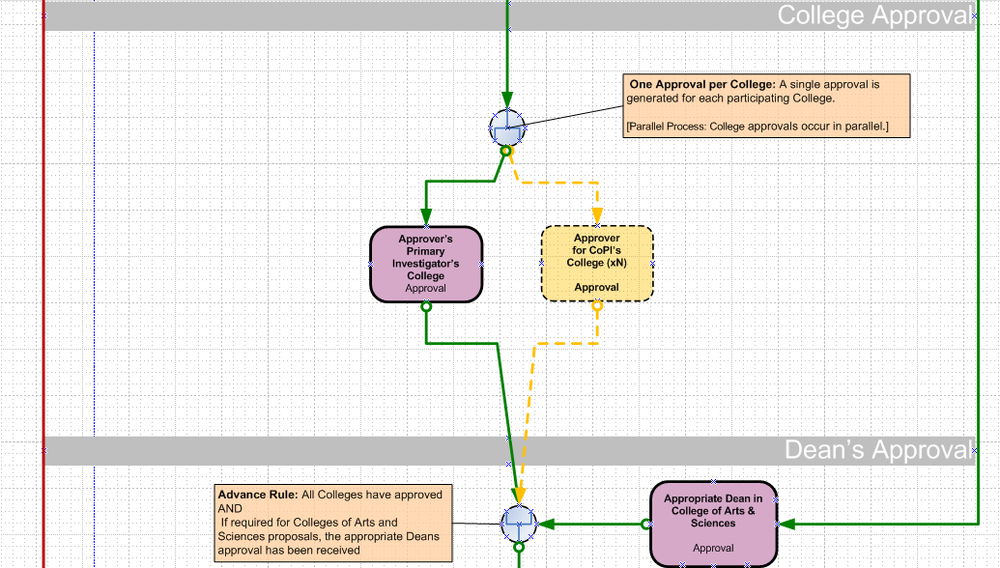 College Approval
One Approval per College: A single approval is
generated for each participating College.
[Parallel Process: College approvals occur in parallel.]
Approver's
Primary
Investigator's
College
Approval
Approver
for CoPI's
College (xN)
Approval
Dean's Approval
Advance Rule: All Colleges have approved
AND
If required for Colleges of Arts and
Sciences proposals, the appropriate Deans
approval has been received
Appropriate Dean in
College of Arts &
Sciences
Approval